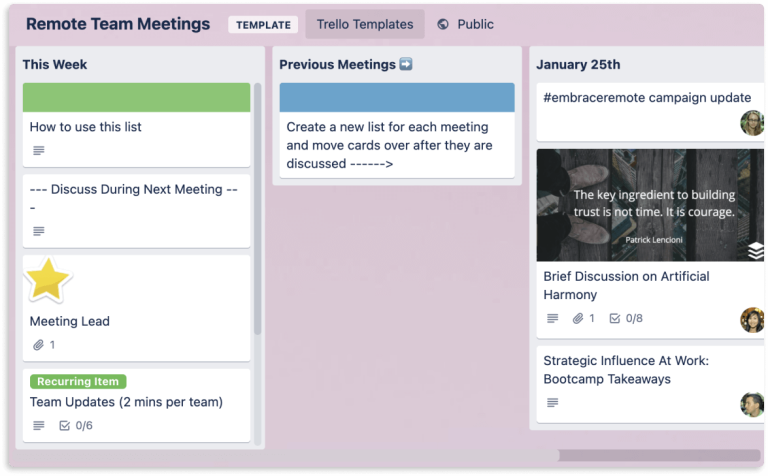 Remote Team Meetings TEMPLATE Trello Templates Public
This Week
How to use this list
--- Discuss During Next Meeting --
-
Meeting Lead
1
Recurring Item
Team Updates (2 mins per team)
0/6
Previous Meetings ➡️
Create a new list for each meeting
and move cards over after they are
discussed ------>
January 25th
#embraceremote campaign update
The key ingredient to building
trust is not time. It is courage.
Patrick Lencioni
Brief Discussion on Artificial
Harmony
1 0/8
Strategic Influence At Work:
Bootcamp Takeaways